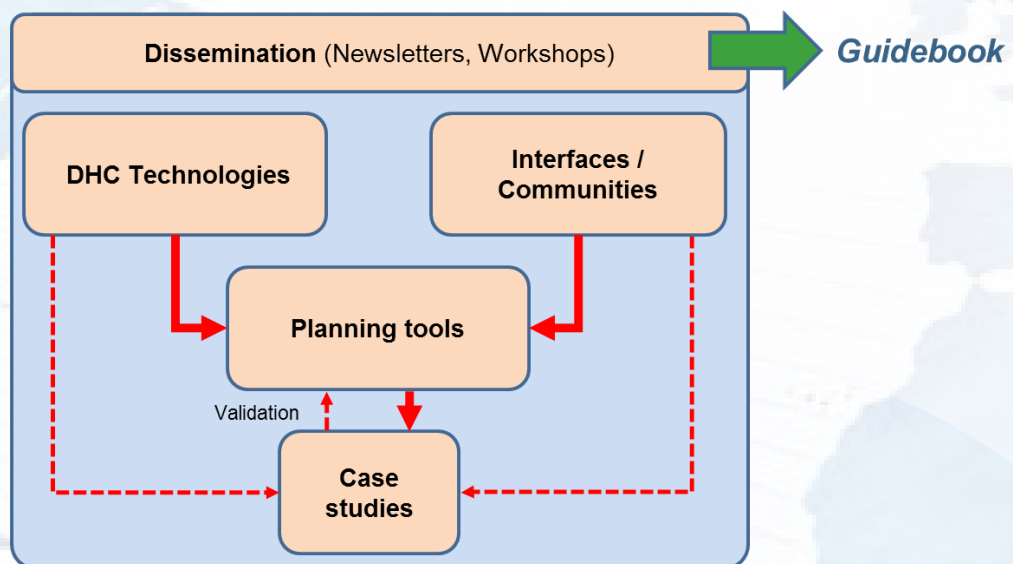 Dissemination (Newsletters, Workshops)
Guidebook
DHC Technologies
Interfaces /
Communities
Planning tools
Validation
Case
studies